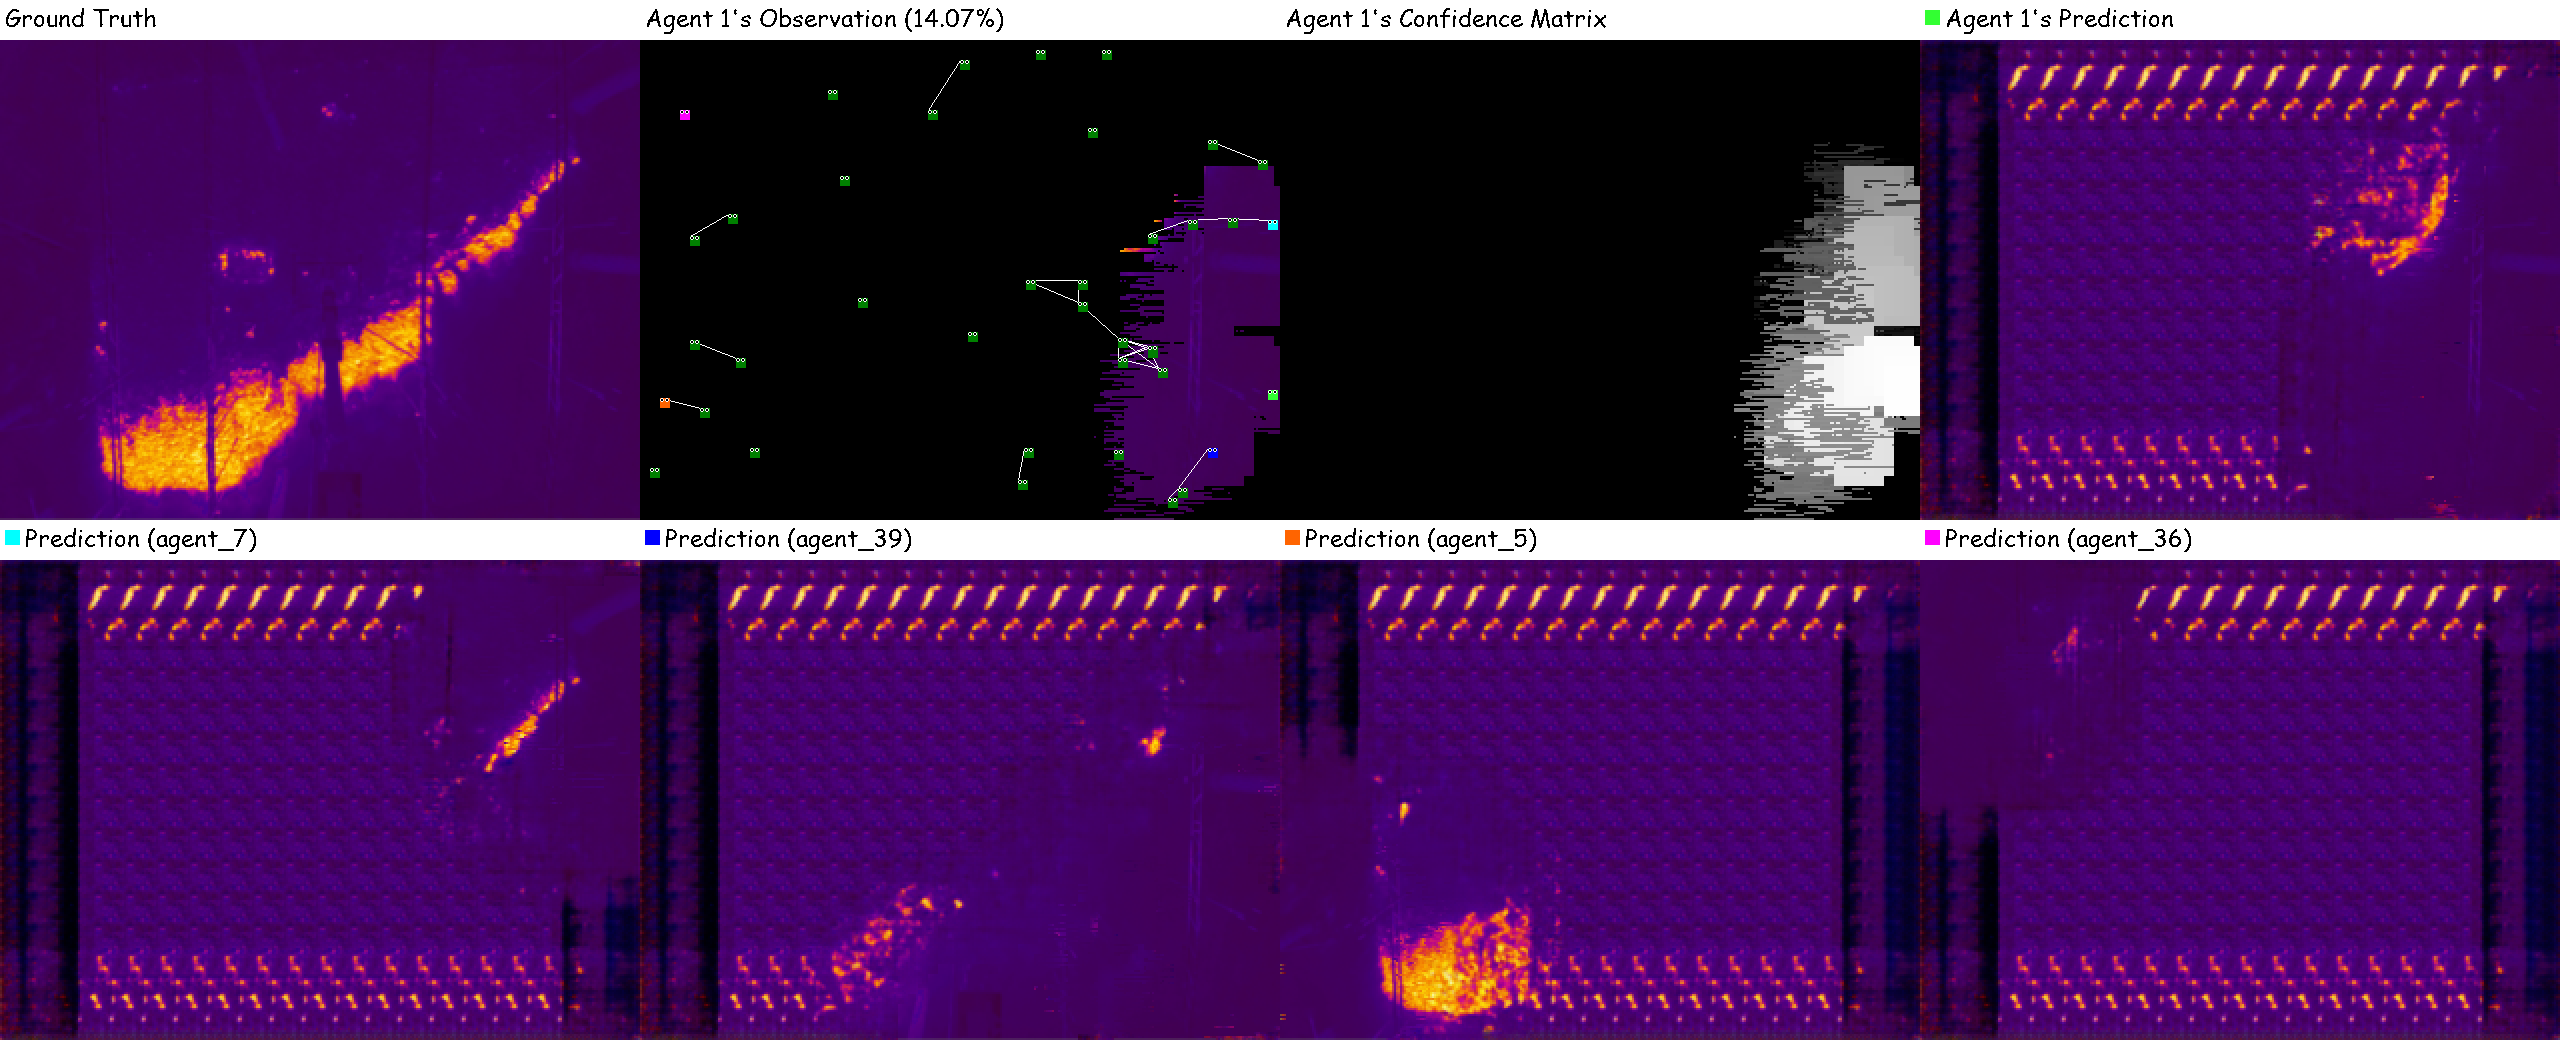 Ground Truth
Agent 1's Observation (14.07%)
Agent 1's Confidence Matrix
Agent 1's Prediction
Prediction (agent_7)
Prediction (agent_39)
Prediction (agent_5)
Prediction (agent_36)